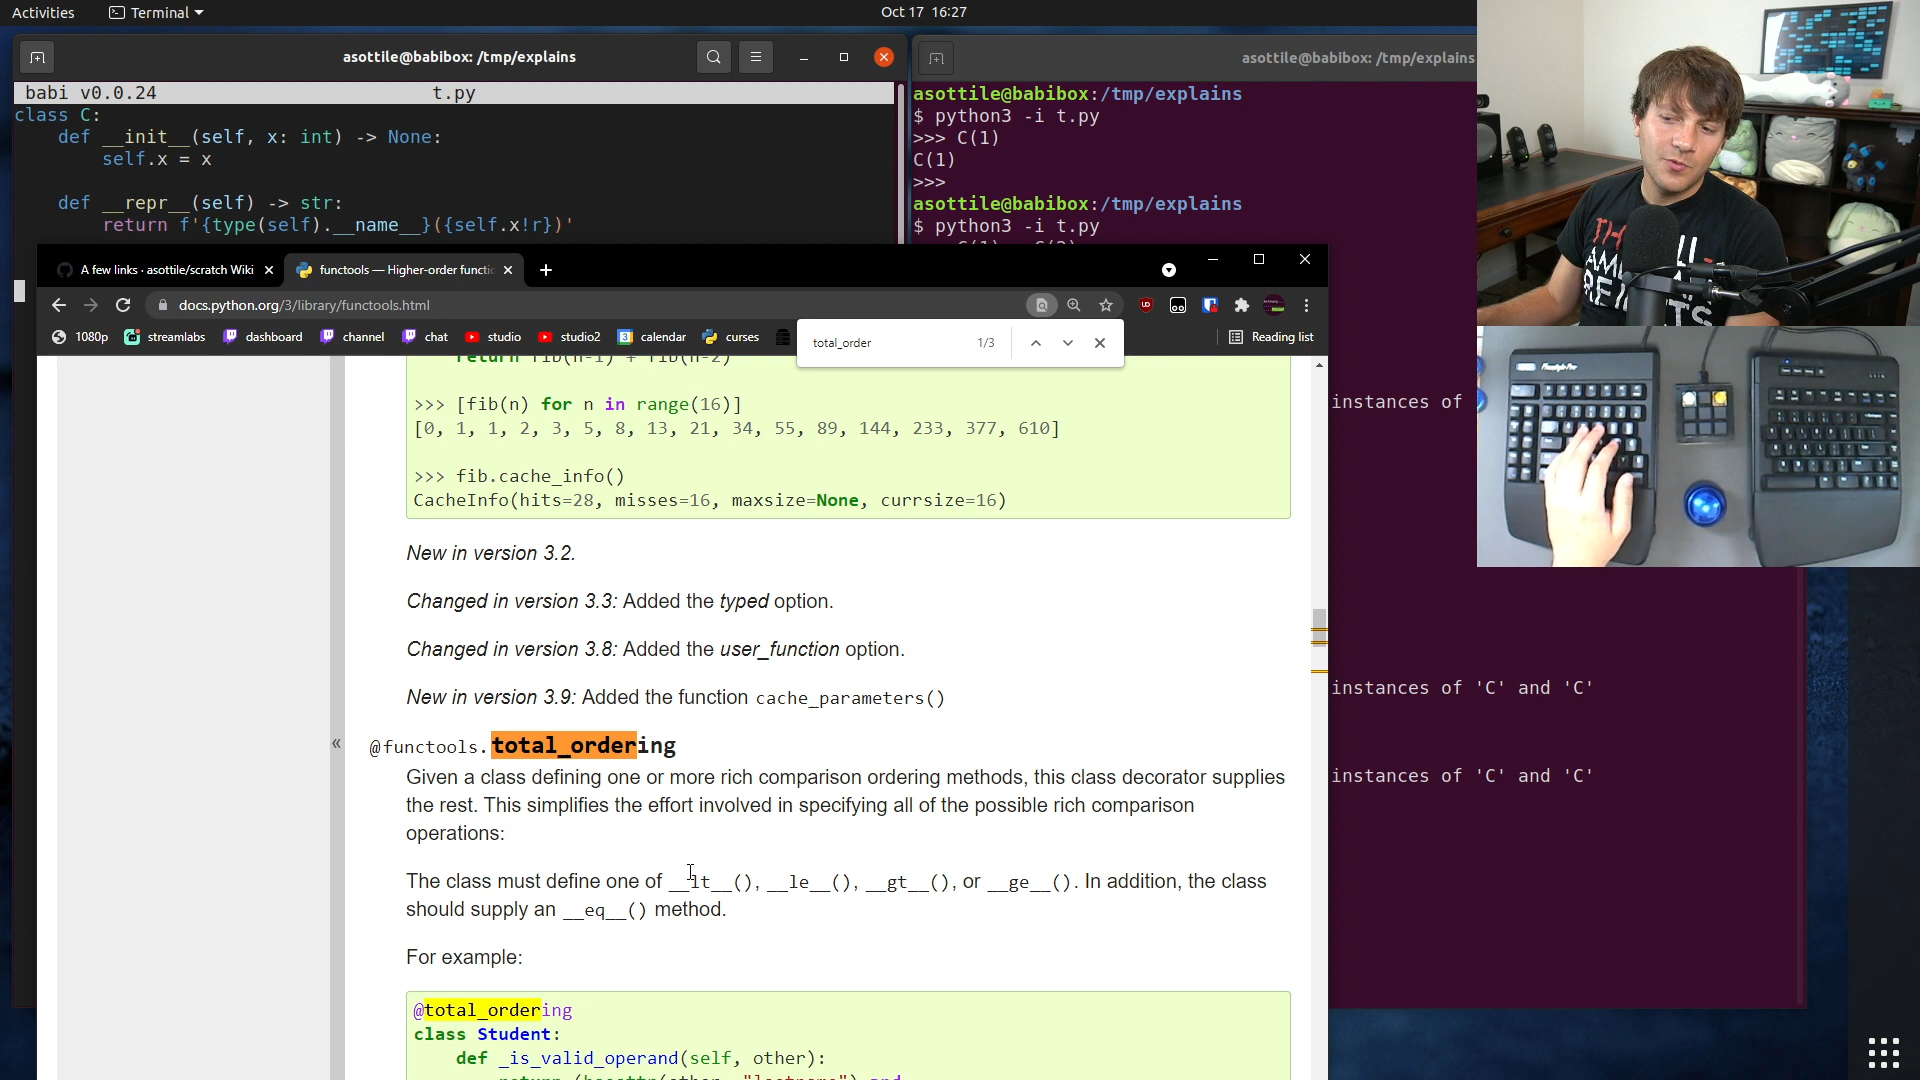 Activities
Terminal
Oct 17 16:27
asottile@babibox: /tmp/explains
babi v0.0.24 t.py
class C:
def __init__(self, x: int) -> None:
self.x = x
def __repr__(self) -> str:
return f'{type(self).__name__}({self.x!r})'
asottile@babibox: /tmp/explains
asottile@babibox:/tmp/explains
$ python3 -i t.py
>>> C(1)
C(1)
>>>
asottile@babibox:/tmp/explains
$ python3 -i t.py
instances of
instances of 'C' and 'C'
instances of 'C' and 'C'
A few links · asottile/scratch Wiki
functools — Higher-order functic
docs.python.org/3/library/functools.html
1080p
streamlabs
dashboard
channel
chat
studio
studio2
calendar
curses
Reading list
total_order 1/3
return fib(n-1) + fib(n-2)
>>> [fib(n) for n in range(16)]
[0, 1, 1, 2, 3, 5, 8, 13, 21, 34, 55, 89, 144, 233, 377, 610]
>>> fib.cache_info()
CacheInfo(hits=28, misses=16, maxsize=None, currsize=16)
New in version 3.2.
Changed in version 3.3: Added the typed option.
Changed in version 3.8: Added the user_function option.
New in version 3.9: Added the function cache_parameters()
«
@functools.total_ordering
Given a class defining one or more rich comparison ordering methods, this class decorator supplies
the rest. This simplifies the effort involved in specifying all of the possible rich comparison
operations:
The class must define one of __lt__(), __le__(), __gt__(), or __ge__(). In addition, the class
should supply an __eq__() method.
For example:
@total_ordering
class Student:
def _is_valid_operand(self, other):
return (hasattr(other, "lastname") and